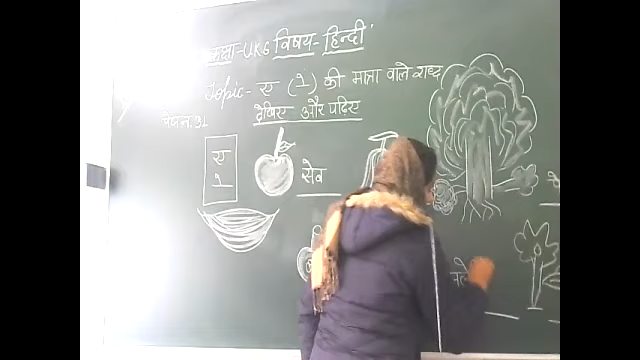 कक्षा-UKG विषय- हिन्दी
Topic- ए (े) की मात्रा वाले शब्द
देखिए और पढ़िए
ए
े
सेब